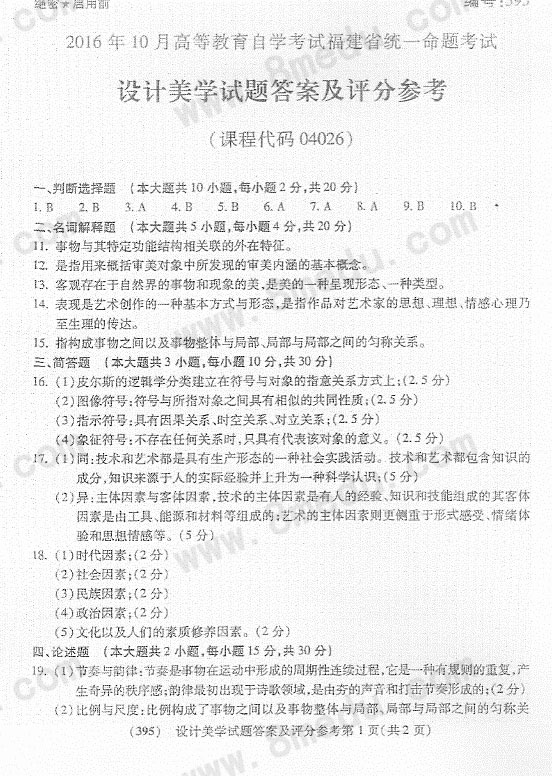 绝密★启用前 编号:395
2016 年 10 月高等教育自学考试福建省统一命题考试
设计美学试题答案及评分参考
(课程代码 04026)
一、判断选择题 (本大题共 10 小题,每小题 2 分,共 20 分)
1. B 2. B 3. A 4. B 5. B 6. A 7. A 8. A 9. B 10. B
二、名词解释题 (本大题共 5 小题,每小题 4 分,共 20 分)
11. 事物与其特定功能结构相关联的外在特征。
12. 是指用来概括审美对象中所发现的审美内涵的基本概念。
13. 客观存在于自然界的事物和现象的美,是美的一种呈现形态、一种类型。
14. 表现是艺术创作的一种基本方式与形态,是指作品对艺术家的思想、理想、情感心理乃
至生理的传达。
15. 指构成事物之间以及事物整体与局部、局部与局部之间的匀称关系。
三、简答题 (本大题共 3 小题,每小题 10 分,共 30 分)
16. (1)皮尔斯的逻辑学分类建立在符号与对象的指意关系方式上;(2.5 分)
(2)图像符号:符号与所指对象之间具有相似的共同性质;(2.5 分)
(3)指示符号:具有因果关系、时空关系、对立关系;(2.5 分)
(4)象征符号:不存在任何关系时,只具有代表该对象的意义。(2.5 分)
17. (1)同:技术和艺术都是具有生产形态的一种社会实践活动。技术和艺术都包含知识的
成分,知识来源于人的实际经验并上升为一种科学认识;(5 分)
(2)异:主体因素与客体因素,技术的主体因素是有人的经验、知识和技能组成的其客体
因素是由工具、能源和材料等组成的;艺术的主体因素则更侧重于形式感受、情绪体
验和思想情感等。(5 分)
18. (1)时代因素;(2 分)
(2)社会因素;(2 分)
(3)民族因素;(2 分)
(4)政治因素;(2 分)
(5)文化以及人们的素质修养因素。(2 分)
四、论述题 (本大题共 2 小题,每小题 15 分,共 30 分)
19. (1)节奏与韵律:节奏是事物在运动中形成的周期性连续过程,它是一种有规则的重复,产
生奇异的秩序感;韵律最初出现于诗歌领域,是由夯的声音和打击节奏形成的;(2 分)
(2)比例与尺度:比例构成了事物之间以及事物整体与局部、局部与局部之间的匀称关
(395) 设计美学试题答案及评分参考第 1 页(共 2 页)